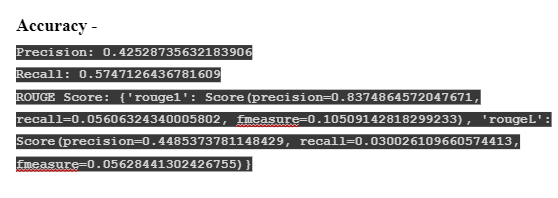 Accuracy -
Precision: 0.42528735632183906
Recall: 0.5747126436781609
ROUGE Score: {'rouge1': Score(precision=0.8374864572047671,
recall=0.05606324340005802, fmeasure=0.10509142818299233), 'rougeL':
Score(precision=0.4485373781148429, recall=0.030026109660574413,
fmeasure=0.05628441302426755)}